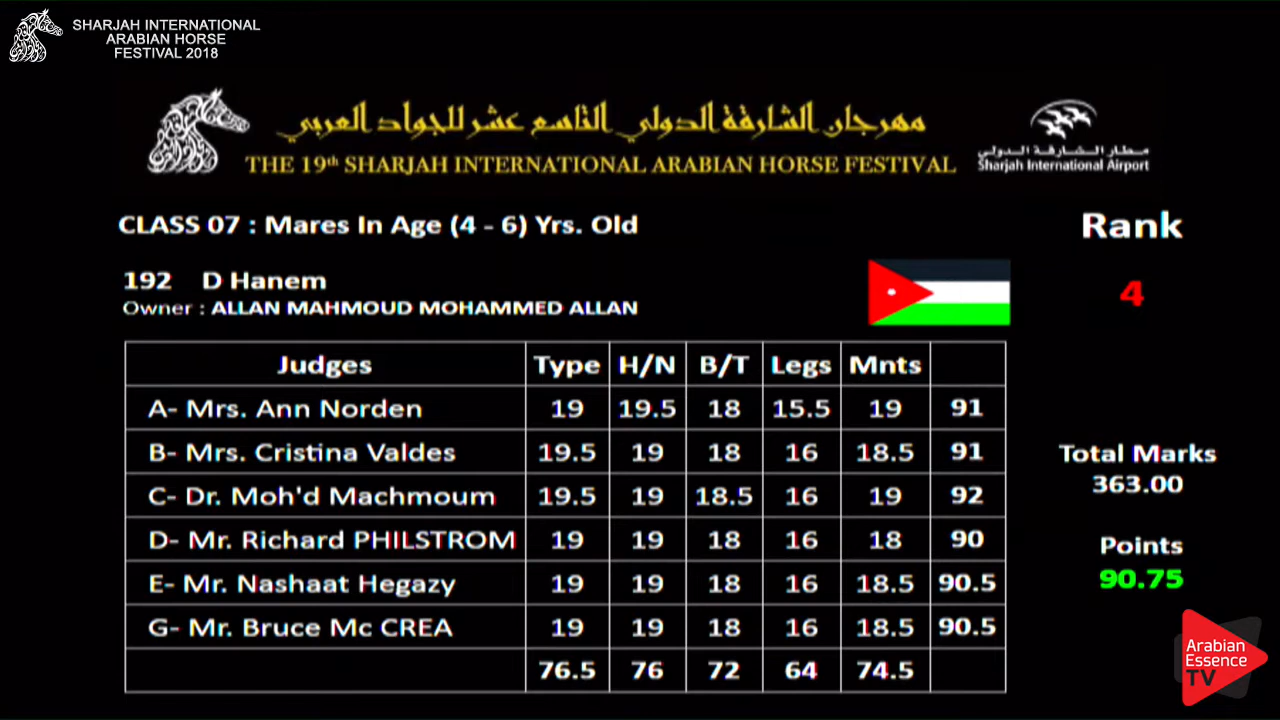 SHARJAH INTERNATIONAL
ARABIAN HORSE
FESTIVAL 2018
مهرجان الشارقة الدولي التاسع عشر للجواد العربي
THE 19th SHARJAH INTERNATIONAL ARABIAN HORSE FESTIVAL
مطار الشارقة الدولي
Sharjah International Airport
CLASS 07 : Mares In Age (4 - 6) Yrs. Old
Rank
192 D Hanem
4
Owner : ALLAN MAHMOUD MOHAMMED ALLAN
Judges Type H/N B/T Legs Mnts
A- Mrs. Ann Norden 19 19.5 18 15.5 19 91
B- Mrs. Cristina Valdes 19.5 19 18 16 18.5 91
C- Dr. Moh'd Machmoum 19.5 19 18.5 16 19 92
D- Mr. Richard PHILSTROM 19 19 18 16 18 90
E- Mr. Nashaat Hegazy 19 19 18 16 18.5 90.5
G- Mr. Bruce Mc CREA 19 19 18 16 18.5 90.5
76.5 76 72 64 74.5
Total Marks
363.00
Points
90.75
Arabian
Essence
TV